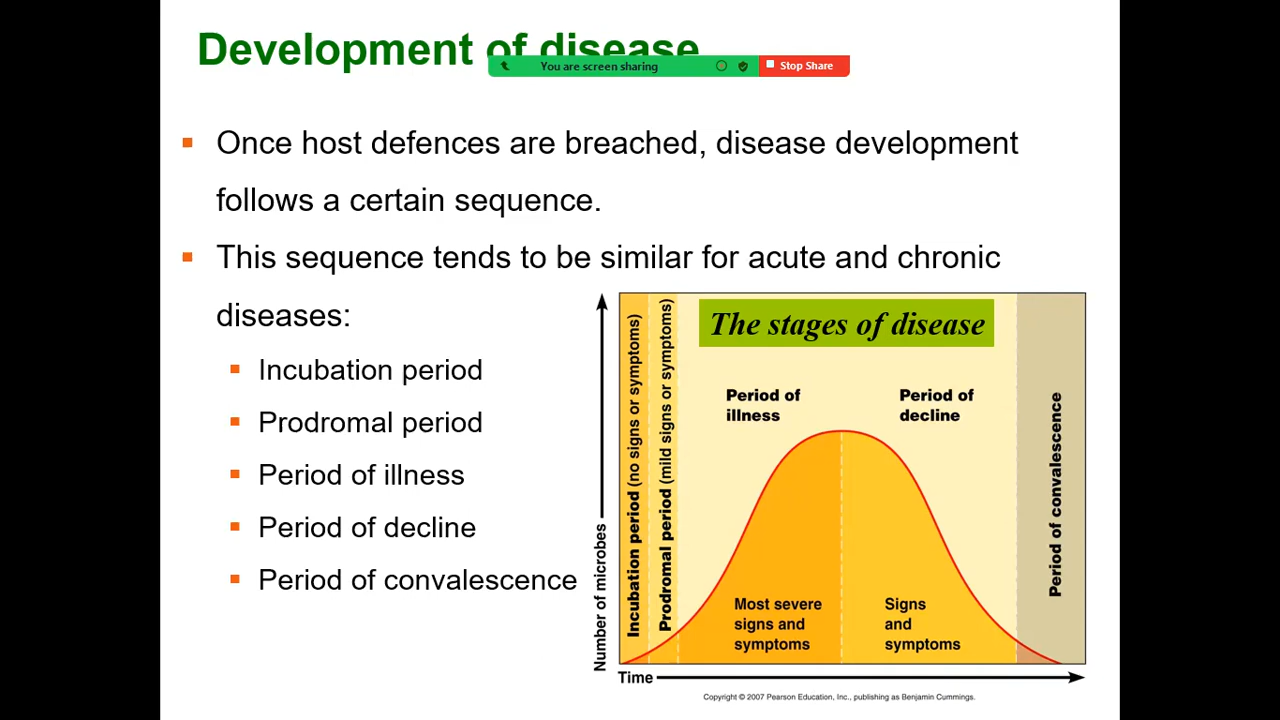 Development of disease
You are screen sharing
Stop Share
Once host defences are breached, disease development
follows a certain sequence.
This sequence tends to be similar for acute and chronic
diseases:
Incubation period
Prodromal period
Period of illness
Period of decline
Period of convalescence
The stages of disease
Number of microbes
Incubation period (no signs or symptoms)
Prodromal period (mild signs or symptoms)
Period of
illness
Period of
decline
Period of convalescence
Most severe
signs and
symptoms
Signs
and
symptoms
Time
Copyright © 2007 Pearson Education, Inc., publishing as Benjamin Cummings.